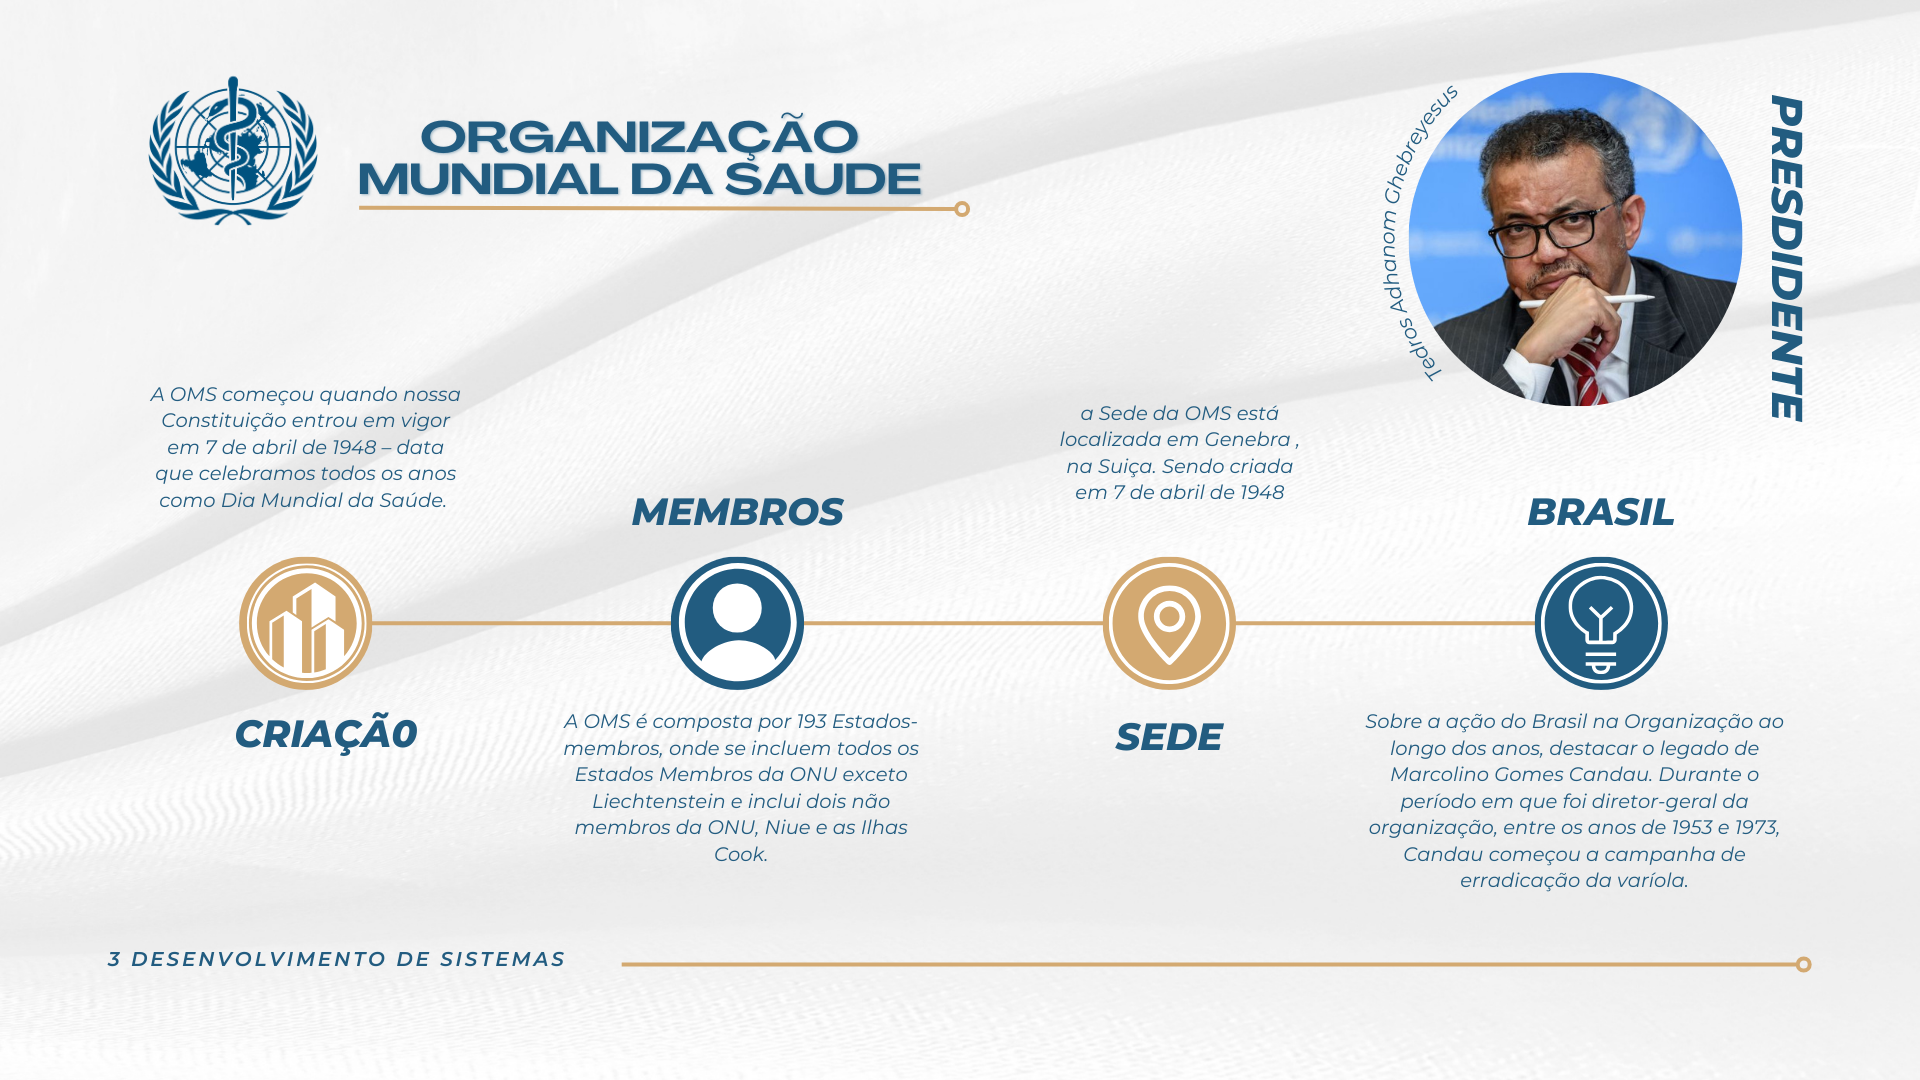 ORGANIZAÇÃO
MUNDIAL DA SAUDE
Tedros Adhanom Ghebreyesus
PRESDIDENTE
A OMS começou quando nossa
Constituição entrou em vigor
em 7 de abril de 1948 – data
que celebramos todos os anos
como Dia Mundial da Saúde.
CRIAÇÃ0
MEMBROS
A OMS é composta por 193 Estados-
membros, onde se incluem todos os
Estados Membros da ONU exceto
Liechtenstein e inclui dois não
membros da ONU, Niue e as Ilhas
Cook.
a Sede da OMS está
localizada em Genebra ,
na Suiça. Sendo criada
em 7 de abril de 1948
SEDE
BRASIL
Sobre a ação do Brasil na Organização ao
longo dos anos, destacar o legado de
Marcolino Gomes Candau. Durante o
período em que foi diretor-geral da
organização, entre os anos de 1953 e 1973,
Candau começou a campanha de
erradicação da varíola.
3 DESENVOLVIMENTO DE SISTEMAS